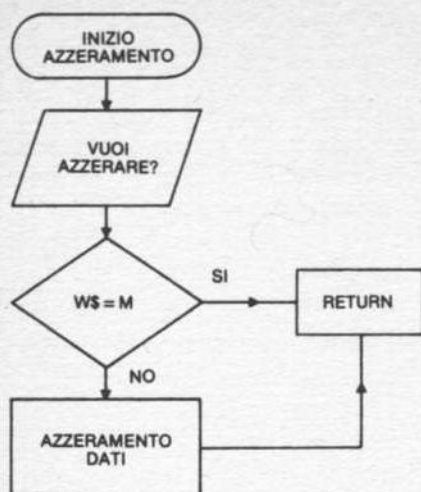 INIZIO
AZZERAMENTO
VUOI
AZZERARE?
W$ = M
SI
RETURN
NO
AZZERAMENTO
DATI